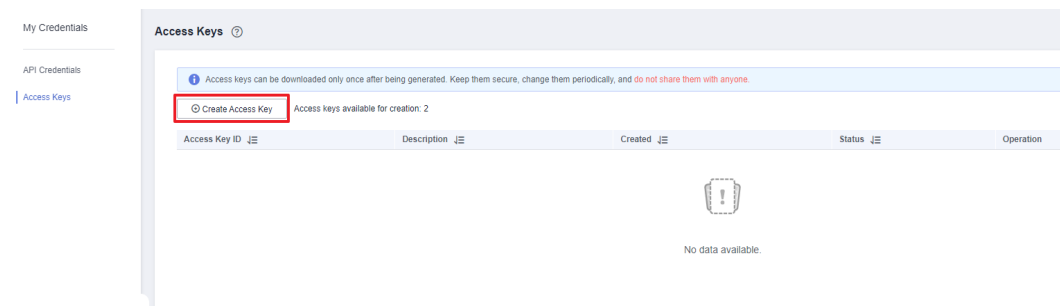 My Credentials
Access Keys
API Credentials
Access Keys
Access keys can be downloaded only once after being generated. Keep them secure, change them periodically, and do not share them with anyone.
Create Access Key
Access keys available for creation: 2
Access Key ID
Description
Created
Status
Operation
No data available.